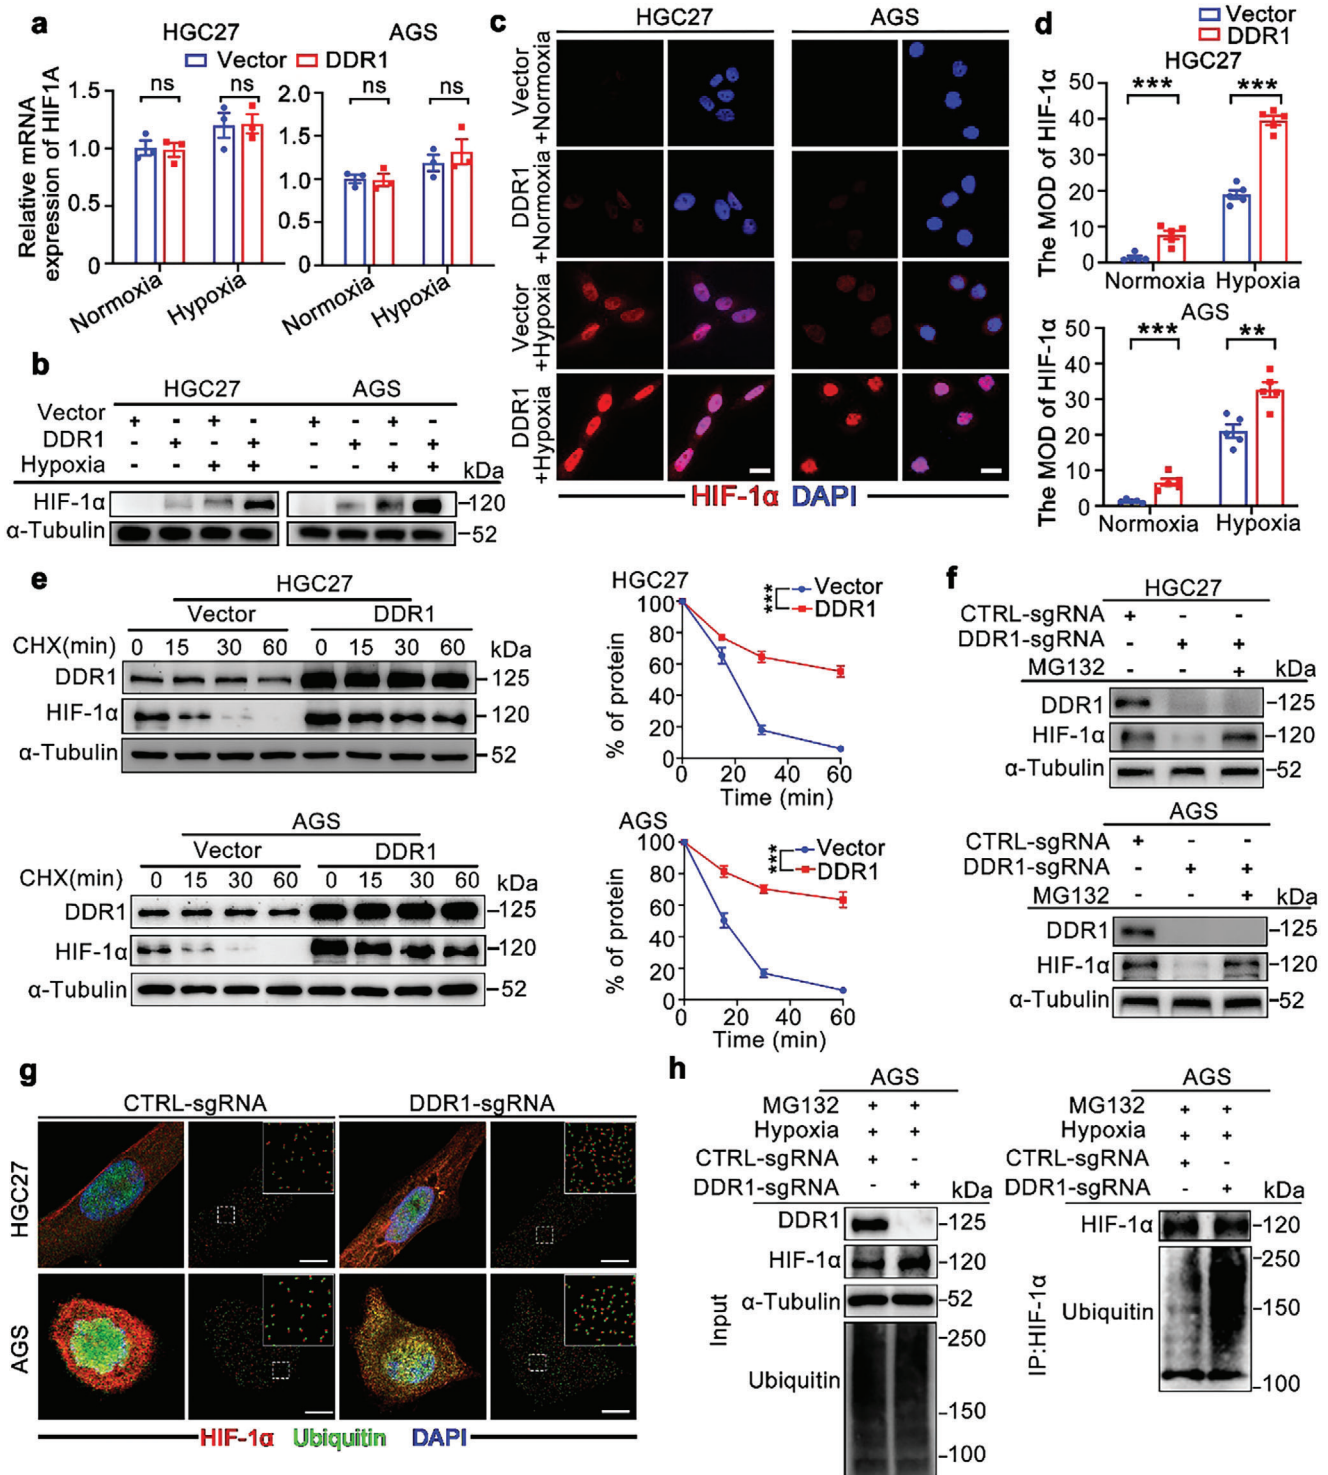 a
HGC27
AGS
Vector
DDR1
Relative mRNA
expression of HIF1A
1.5
1.0
0.5
0
ns
ns
Normoxia
Hypoxia
2.0
1.5
1.0
0.5
0
ns
ns
Normoxia
Hypoxia
b
HGC27
AGS
Vector + - + - + - + -
DDR1 - + - + - + - +
Hypoxia - - + + - - + +
kDa
HIF-1α
-120
α-Tubulin
-52
c
HGC27
AGS
Vector
+Normoxia
DDR1
+Normoxia
Vector
+Hypoxia
DDR1
+Hypoxia
HIF-1α DAPI
d
Vector
DDR1
HGC27
The MOD of HIF-1α
50
40
30
20
10
0
***
***
Normoxia
Hypoxia
AGS
The MOD of HIF-1α
50
40
30
20
10
0
***
**
Normoxia
Hypoxia
e
HGC27
Vector
DDR1
CHX(min) 0 15 30 60 0 15 30 60 kDa
DDR1
-125
HIF-1α
-120
α-Tubulin
-52
HGC27
Vector
DDR1
***
% of protein
100
80
60
40
20
0
0 20 40 60
Time (min)
AGS
Vector
DDR1
CHX(min) 0 15 30 60 0 15 30 60 kDa
DDR1
-125
HIF-1α
-120
α-Tubulin
-52
AGS
Vector
DDR1
***
% of protein
100
80
60
40
20
0
0 20 40 60
Time (min)
f
HGC27
CTRL-sgRNA + - -
DDR1-sgRNA - + +
MG132 - - + kDa
DDR1
-125
HIF-1α
-120
α-Tubulin
-52
AGS
CTRL-sgRNA + - -
DDR1-sgRNA - + +
MG132 - - + kDa
DDR1
-125
HIF-1α
-120
α-Tubulin
-52
g
CTRL-sgRNA
DDR1-sgRNA
HGC27
AGS
HIF-1α Ubiquitin DAPI
h
AGS
MG132 + +
Hypoxia + +
CTRL-sgRNA + -
DDR1-sgRNA - + kDa
Input
DDR1
-125
HIF-1α
-120
α-Tubulin
-52
Ubiquitin
-250
-150
-100
AGS
MG132 + +
Hypoxia + +
CTRL-sgRNA + -
DDR1-sgRNA - + kDa
IP:HIF-1α
HIF-1α
-120
Ubiquitin
-250
-150
-100